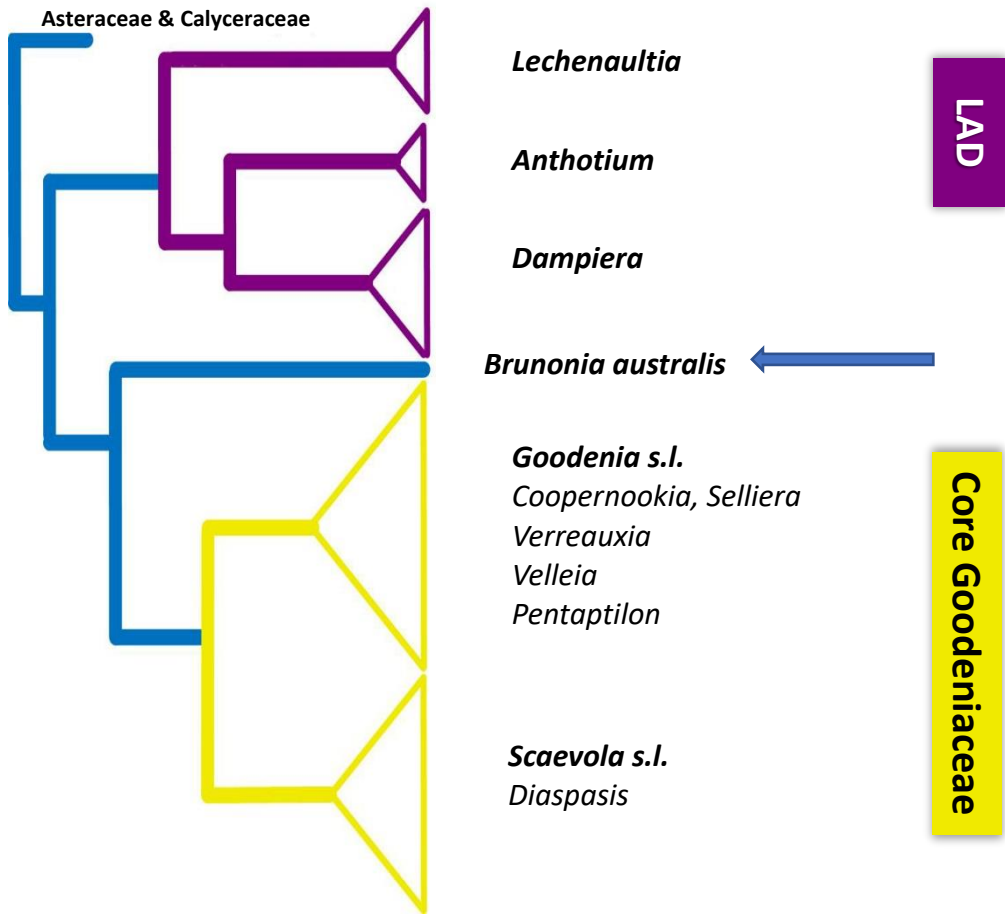 Asteraceae & Calyceraceae
Lechenaultia
LAD
Anthotium
Dampiera
Brunonia australis
Goodenia s.l.
Coopernookia, Selliera
Verreauxia
Velleia
Pentaptilon
Core Goodeniaceae
Scaevola s.l.
Diaspasis